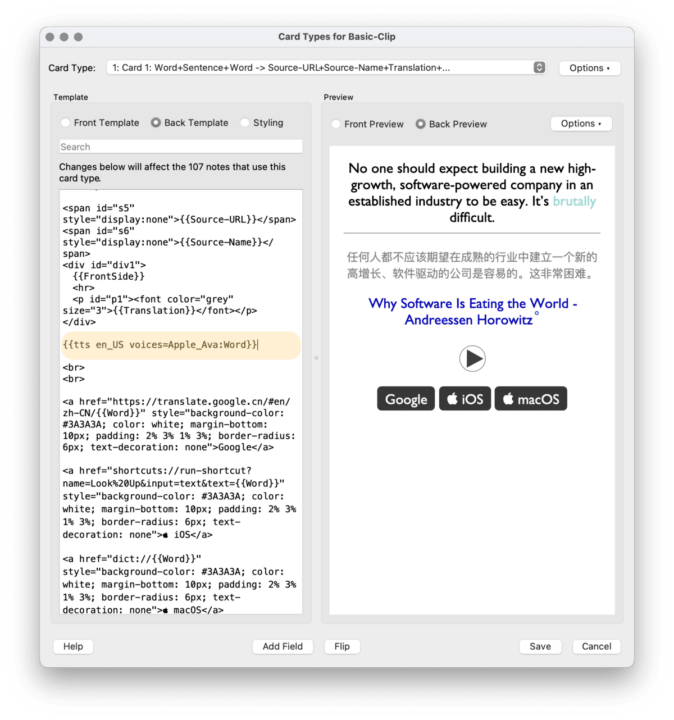 Card Types for Basic-Clip
Card Type:
1: Card 1: Word+Sentence+Word -> Source-URL+Source-Name+Translation+...
Options
Template
Front Template
Back Template
Styling
Search
Changes below will affect the 107 notes that use this
card type.
<span id="s5"
style="display:none">{{Source-URL}}</span>
<span id="s6"
style="display:none">{{Source-Name}}</
span>
<div id="div1">
{{FrontSide}}
<hr>
<p id="p1"><font color="grey"
size="3">{{Translation}}</font></p>
</div>
{{tts en_US voices=Apple_Ava:Word}}
<br>
<br>
<a href="https://translate.google.cn/#en/
zh-CN/{{Word}}" style="background-color:
#3A3A3A; color: white; margin-bottom:
10px; padding: 2% 3% 1% 3%; border-radius:
6px; text-decoration: none">Google</a>
<a href="shortcuts://run-shortcut?
name=Look%20Up&input=text&text={{Word}}"
style="background-color: #3A3A3A; color:
white; margin-bottom: 10px; padding: 2% 3%
1% 3%; border-radius: 6px; text-
decoration: none"> iOS</a>
<a href="dict://{{Word}}"
style="background-color: #3A3A3A; color:
white; margin-bottom: 10px; padding: 2% 3%
1% 3%; border-radius: 6px; text-
decoration: none"> macOS</a>
Preview
Front Preview
Back Preview
Options
No one should expect building a new high-
growth, software-powered company in an
established industry to be easy. It's brutally
difficult.
任何人都不应该期望在成熟的行业中建立一个新的
高增长、软件驱动的公司是容易的。这非常困难。
Why Software Is Eating the World -
Andreessen Horowitz°
Google
iOS
macOS
Help
Add Field
Flip
Save
Cancel